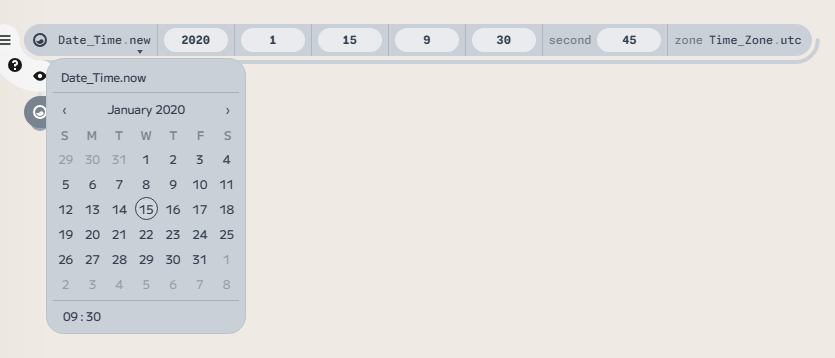 Date_Time.new 2020 1 15 9 30 second 45 zone Time_Zone.utc
Date_Time.now
‹ January 2020 ›
S M T W T F S
29 30 31 1 2 3 4
5 6 7 8 9 10 11
12 13 14 15 16 17 18
19 20 21 22 23 24 25
26 27 28 29 30 31 1
2 3 4 5 6 7 8
09:30